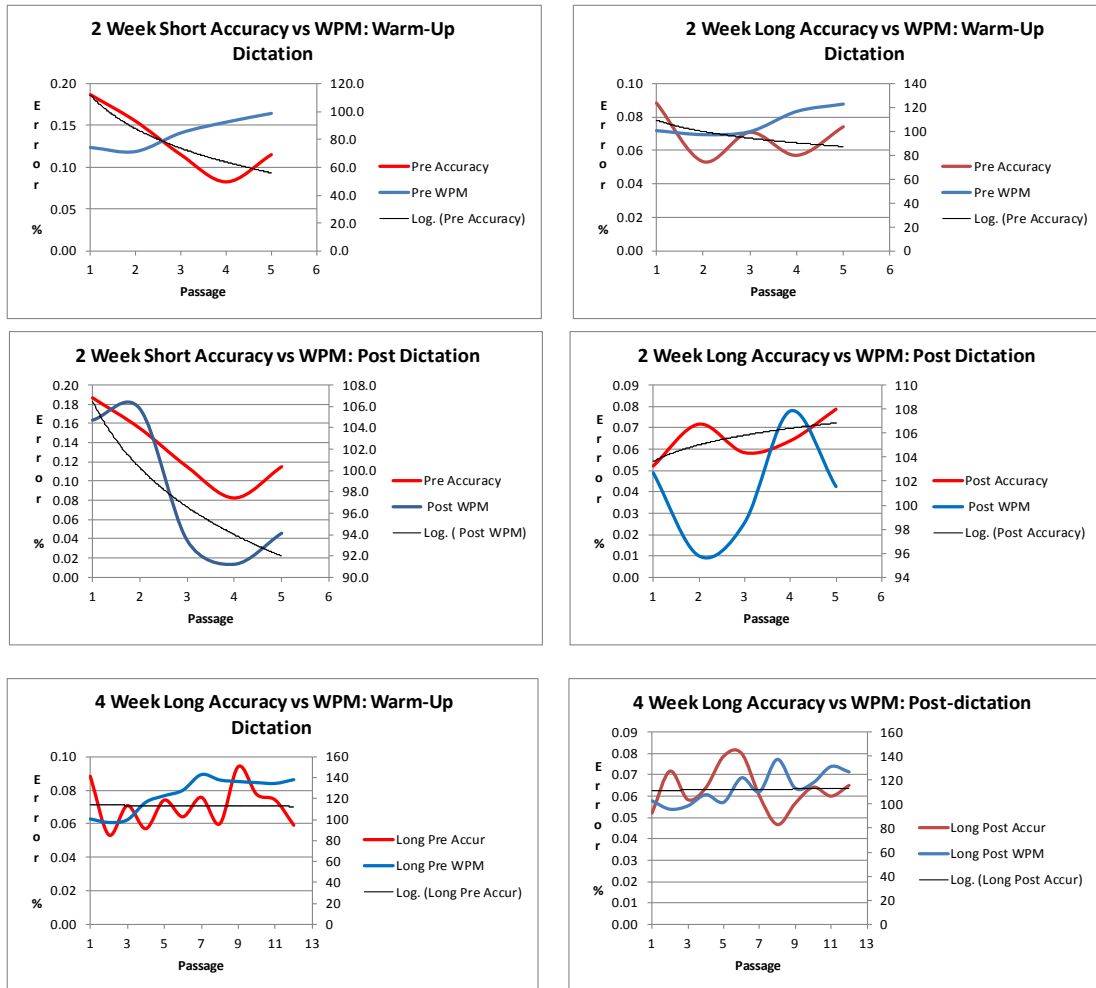 2 Week Short Accuracy vs WPM: Warm-Up
Dictation
E
r
r
o
r
%
0.20
0.15
0.10
0.05
0.00
120.0
100.0
80.0
60.0
40.0
20.0
0.0
1 2 3 4 5 6
Passage
Pre Accuracy
Pre WPM
Log. (Pre Accuracy)
2 Week Long Accuracy vs WPM: Warm-Up
Dictation
E
r
r
o
r
%
0.10
0.08
0.06
0.04
0.02
0.00
140
120
100
80
60
40
20
0
1 2 3 4 5 6
Passage
Pre Accuracy
Pre WPM
Log. (Pre Accuracy)
2 Week Short Accuracy vs WPM: Post Dictation
E
r
r
o
r
%
0.20
0.18
0.16
0.14
0.12
0.10
0.08
0.06
0.04
0.02
0.00
108.0
106.0
104.0
102.0
100.0
98.0
96.0
94.0
92.0
90.0
1 2 3 4 5 6
Passage
Pre Accuracy
Post WPM
Log. ( Post WPM)
2 Week Long Accuracy vs WPM: Post Dictation
E
r
r
o
r
%
0.09
0.08
0.07
0.06
0.05
0.04
0.03
0.02
0.01
0.00
110
108
106
104
102
100
98
96
94
1 2 3 4 5 6
Passage
Post Accuracy
Post WPM
Log. (Post Accuracy)
4 Week Long Accuracy vs WPM: Warm-Up
Dictation
E
r
r
o
r
%
0.10
0.08
0.06
0.04
0.02
0.00
160
140
120
100
80
60
40
20
0
1 3 5 7 9 11 13
Passage
Long Pre Accur
Long Pre WPM
Log. (Long Pre Accur)
4 Week Long Accuracy vs WPM: Post-dictation
E
r
r
o
r
%
0.09
0.08
0.07
0.06
0.05
0.04
0.03
0.02
0.01
0.00
160
140
120
100
80
60
40
20
0
1 3 5 7 9 11 13
Passage
Long Post Accur
Long Post WPM
Log. (Long Post Accur)